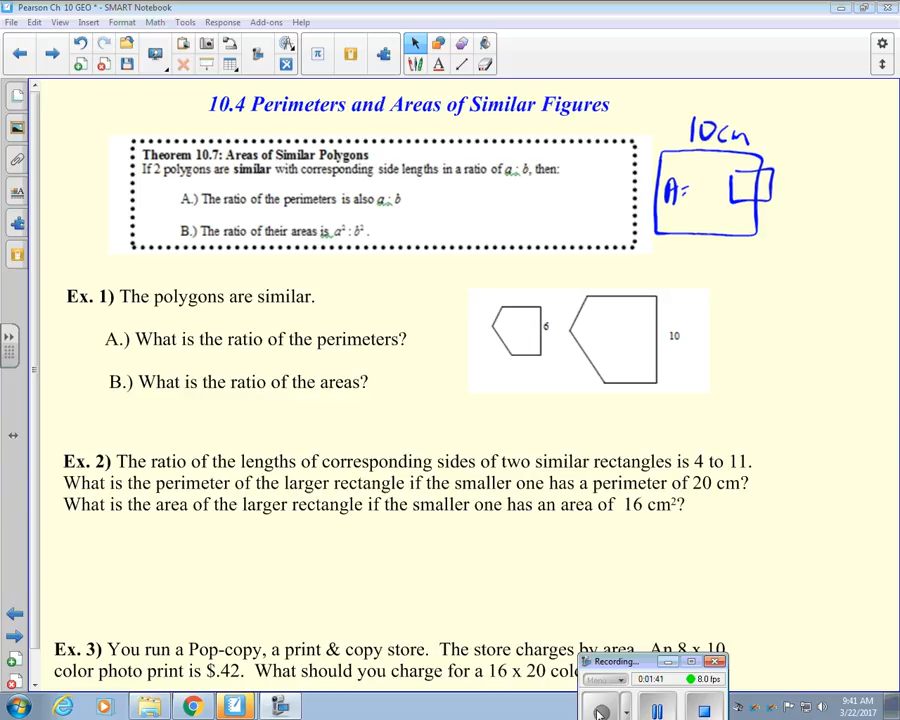 Pearson Ch 10 GEO * - SMART Notebook
File Edit View Insert Format Math Tools Response Add-ons Help
10.4 Perimeters and Areas of Similar Figures
10cm
Theorem 10.7: Areas of Similar Polygons
If 2 polygons are similar with corresponding side lengths in a ratio of a : b, then:
A.) The ratio of the perimeters is also a : b
A=
B.) The ratio of their areas is a² : b².
Ex. 1) The polygons are similar.
6
10
A.) What is the ratio of the perimeters?
B.) What is the ratio of the areas?
Ex. 2) The ratio of the lengths of corresponding sides of two similar rectangles is 4 to 11.
What is the perimeter of the larger rectangle if the smaller one has a perimeter of 20 cm?
What is the area of the larger rectangle if the smaller one has an area of 16 cm²?
Ex. 3) You run a Pop-copy, a print & copy store. The store charges by area. An 8 x 10
color photo print is $.42. What should you charge for a 16 x 20
Recording...
Menu
0:01:41
8.0 fps
9:41 AM
3/22/2017